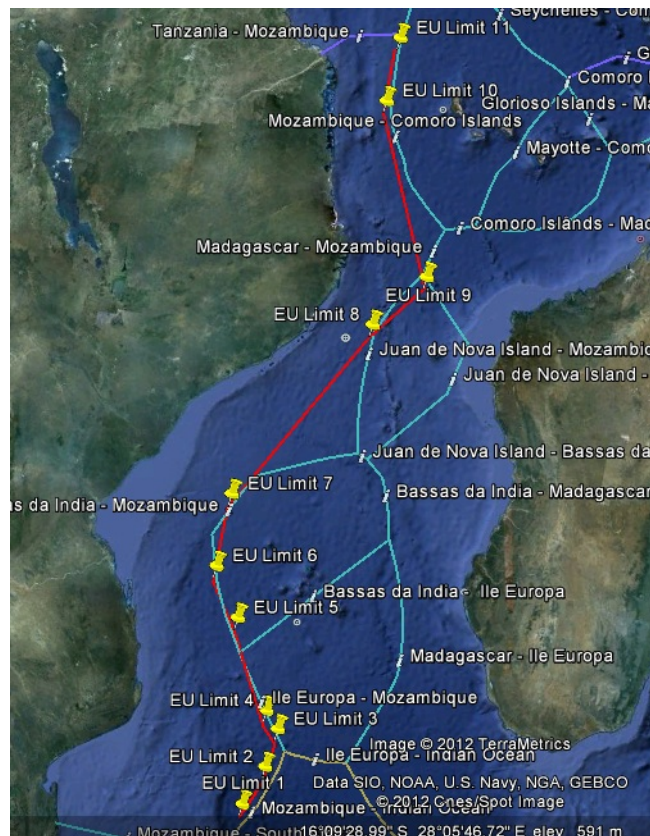 Seychelles - Com
Tanzania - Mozambique
EU Limit 11
G
Comoro I
EU Limit 10
Glorioso Islands - Ma
Mozambique - Comoro Islands
Mayotte - Como
Comoro Islands - Mad
Madagascar - Mozambique
EU Limit 9
EU Limit 8
Juan de Nova Island - Mozambiq
Juan de Nova Island -
Juan de Nova Island - Bassas da
EU Limit 7
Bassas da India - Madagascar
as da India - Mozambique
EU Limit 6
Bassas da India - Ile Europa
EU Limit 5
Madagascar - Ile Europa
EU Limit 4
Ile Europa - Mozambique
EU Limit 3
Image © 2012 TerraMetrics
EU Limit 2
Ile Europa - Indian Ocean
EU Limit 1
Data SIO, NOAA, U.S. Navy, NGA, GEBCO
© 2012 Cnes/Spot Image
Mozambique - Indian Ocean
Mozambique - South
16°09'28.99" S 28°05'46.72" E elev 591 m